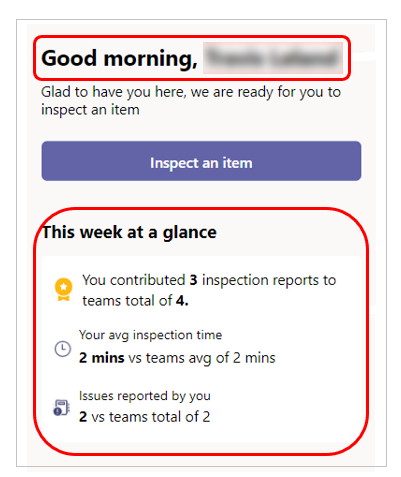 Good morning,
Glad to have you here, we are ready for you to
inspect an item
Inspect an item
This week at a glance
You contributed 3 inspection reports to
teams total of 4.
Your avg inspection time
2 mins vs teams avg of 2 mins
Issues reported by you
2 vs teams total of 2